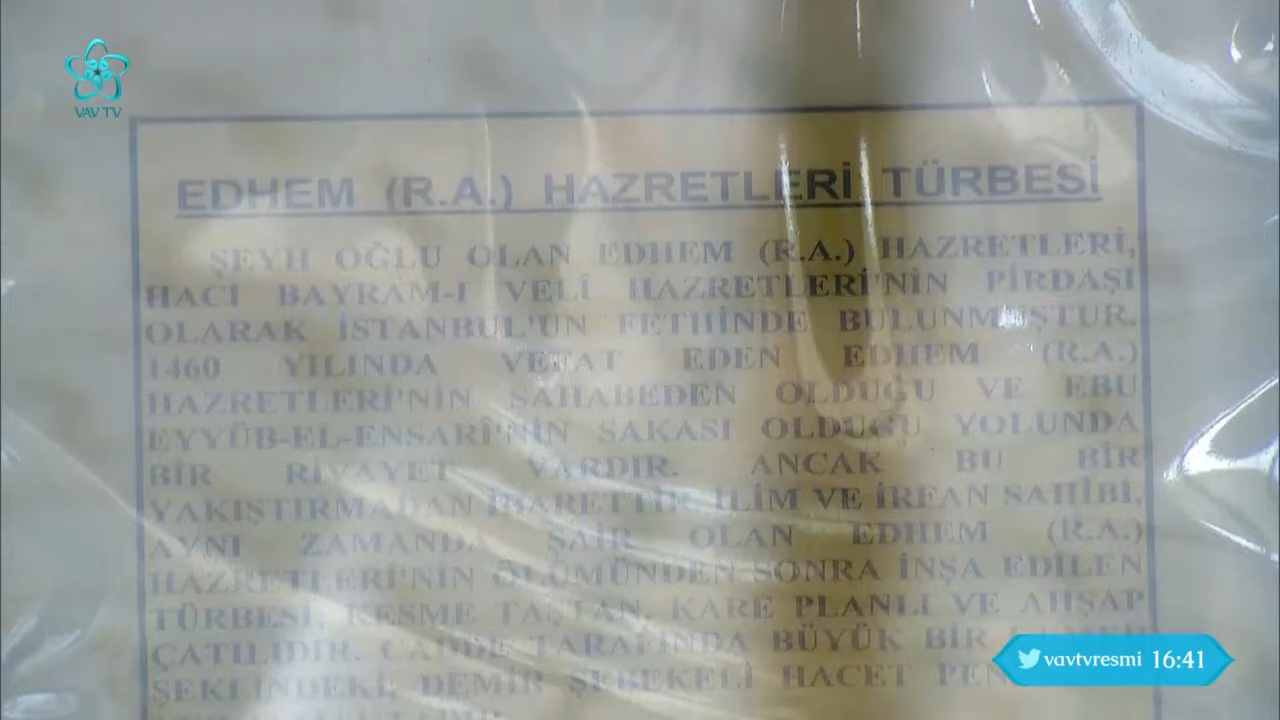 VAV TV
EDHEM (R.A.) HAZRETLERİ TÜRBESİ
ŞEYH OĞLU OLAN EDHEM (R.A.) HAZRETLERİ,
HACI BAYRAM-I VELİ HAZRETLERİ'NİN PİRDAŞI
OLARAK İSTANBUL'UN FETHİNDE BULUNMUŞTUR.
1460 YILINDA VEFAT EDEN EDHEM (R.A.)
HAZRETLERİ'NİN SAHABEDEN OLDUĞU VE EBU
EYYÜB-EL-ENSARİ'NİN SAKASI OLDUĞU YOLUNDA
BİR RİVAYET VARDIR. ANCAK BU BİR
YAKIŞTIRMADAN İBARETTİR. İLİM VE İRFAN SAHİBİ,
AYNI ZAMANDA ŞAİR OLAN EDHEM (R.A.)
HAZRETLERİ'NİN ÖLÜMÜNDEN SONRA İNŞA EDİLEN
TÜRBESİ, KESME TAŞTAN, KARE PLANLI VE AHŞAP
ÇATILIDIR. CADDE TARAFINDA BÜYÜK BİR
ŞEKLİNDEKİ, DEMİR ŞEBEKELİ HACET PEN
vavtvresmi 16:41